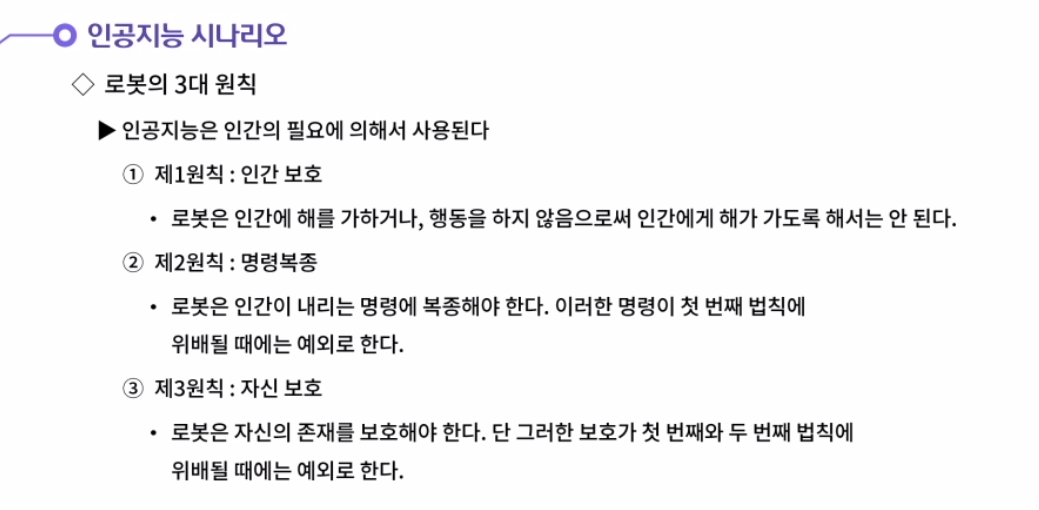 인공지능 시나리오
◇ 로봇의 3대 원칙
▶ 인공지능은 인간의 필요에 의해서 사용된다
① 제1원칙 : 인간 보호
• 로봇은 인간에 해를 가하거나, 행동을 하지 않음으로써 인간에게 해가 가도록 해서는 안 된다.
② 제2원칙 : 명령복종
• 로봇은 인간이 내리는 명령에 복종해야 한다. 이러한 명령이 첫 번째 법칙에
위배될 때에는 예외로 한다.
③ 제3원칙 : 자신 보호
• 로봇은 자신의 존재를 보호해야 한다. 단 그러한 보호가 첫 번째와 두 번째 법칙에
위배될 때에는 예외로 한다.